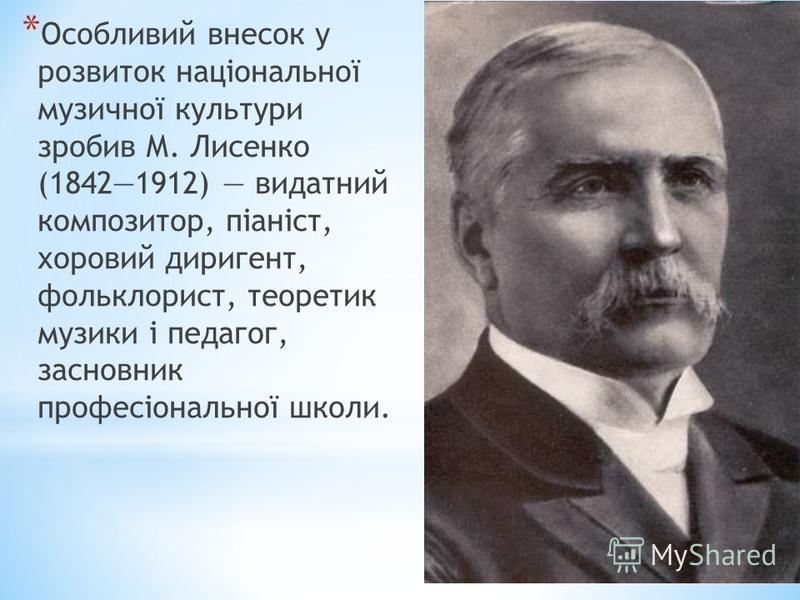 * Особливий внесок у
розвиток національної
музичної культури
зробив М. Лисенко
(1842—1912) — видатний
композитор, піаніст,
хоровий диригент,
фольклорист, теоретик
музики і педагог,
засновник
професіональної школи.
MyShared